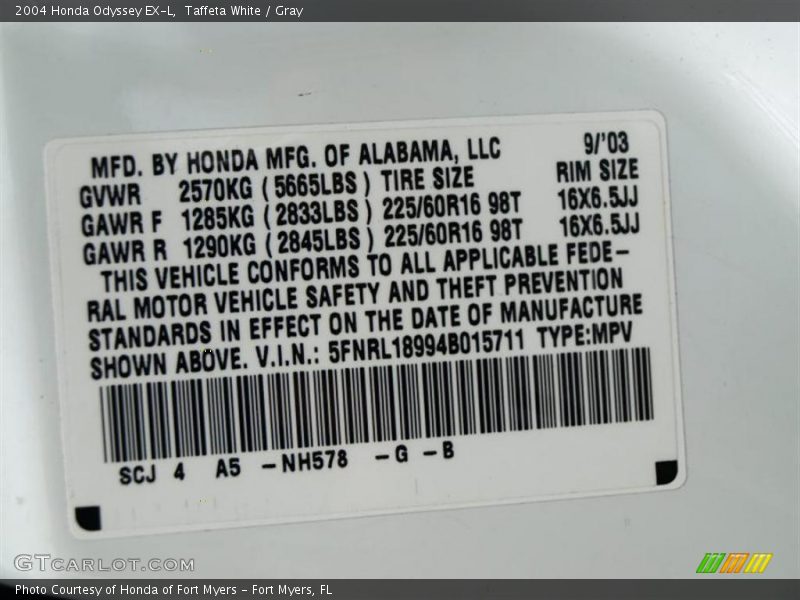 2004 Honda Odyssey EX-L,  Taffeta White / Gray
MFD. BY HONDA MFG. OF ALABAMA, LLC 9/'03
GVWR 2570KG ( 5665LBS ) TIRE SIZE RIM SIZE
GAWR F 1285KG ( 2833LBS ) 225/60R16 98T 16X6.5JJ
GAWR R 1290KG ( 2845LBS ) 225/60R16 98T 16X6.5JJ
THIS VEHICLE CONFORMS TO ALL APPLICABLE FEDE-
RAL MOTOR VEHICLE SAFETY AND THEFT PREVENTION
STANDARDS IN EFFECT ON THE DATE OF MANUFACTURE
SHOWN ABOVE. V.I.N.: 5FNRL18994B015711 TYPE:MPV
SCJ 4 A5 -NH578 -G -B
GTCARLOT.COM
Photo Courtesy of Honda of Fort Myers - Fort Myers, FL